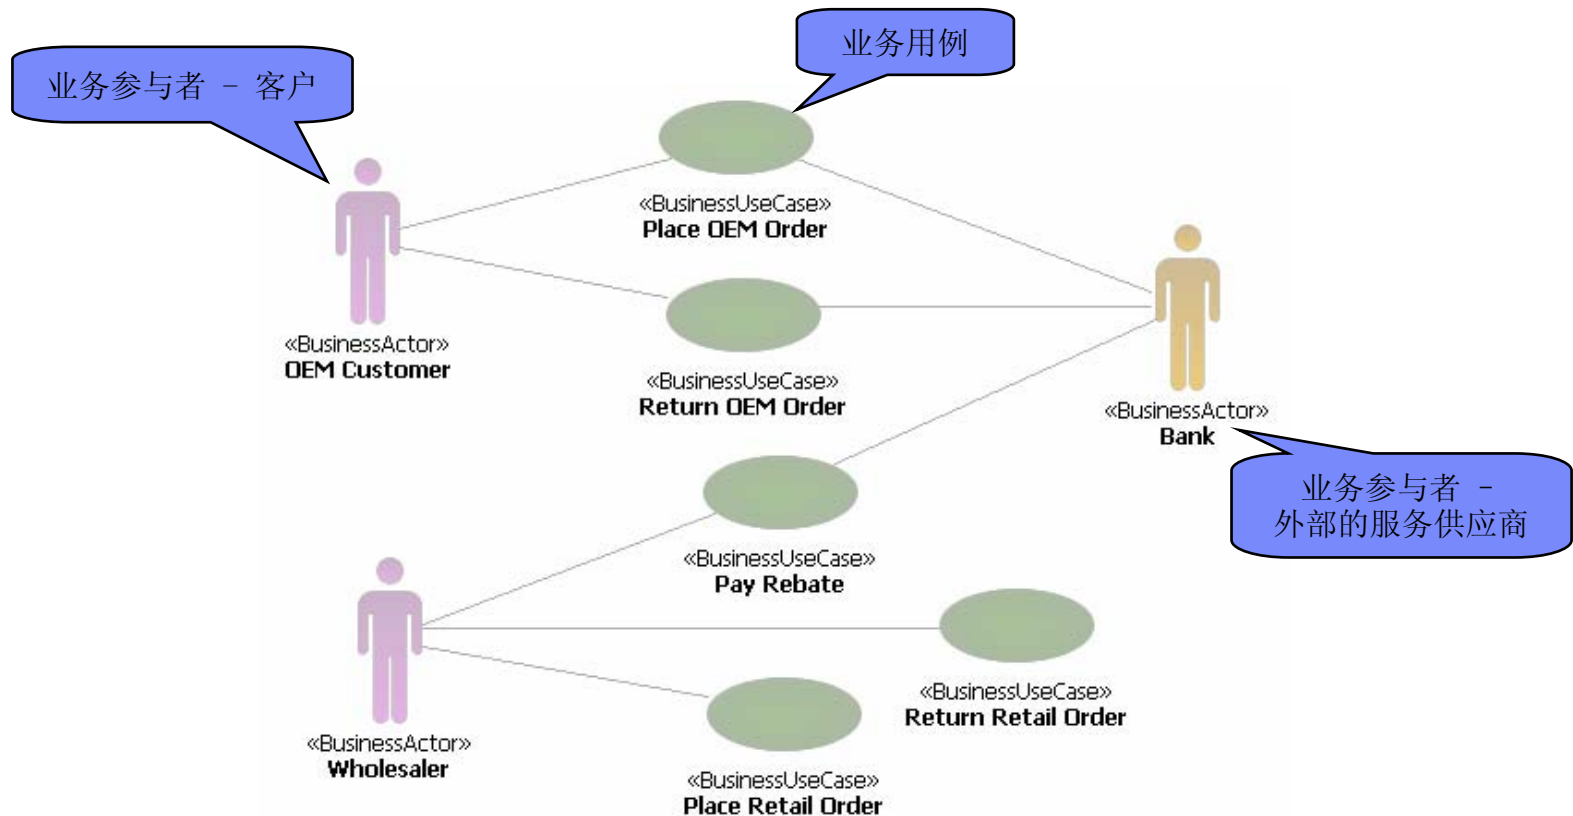 业务用例
业务参与者 - 客户
«BusinessUseCase»
Place OEM Order
«BusinessActor»
OEM Customer
«BusinessUseCase»
Return OEM Order
«BusinessActor»
Bank
业务参与者 -
外部的服务供应商
«BusinessUseCase»
Pay Rebate
«BusinessUseCase»
Return Retail Order
«BusinessActor»
Wholesaler
«BusinessUseCase»
Place Retail Order